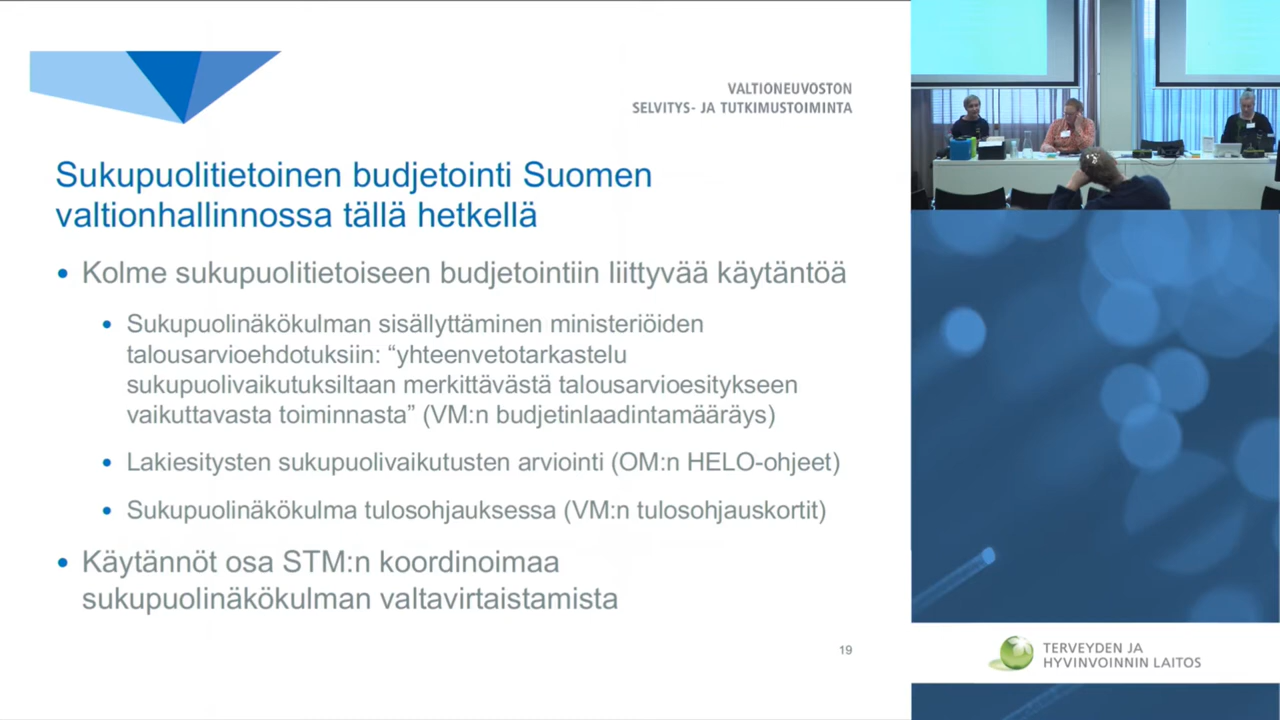 VALTIONEUVOSTON
SELVITYS- JA TUTKIMUSTOIMINTA
Sukupuolitietoinen budjetointi Suomen
valtionhallinnossa tällä hetkellä
• Kolme sukupuolitietoiseen budjetointiin liittyvää käytäntöä
• Sukupuolinäkökulman sisällyttäminen ministeriöiden
talousarvioehdotuksiin: “yhteenvetotarkastelu
sukupuolivaikutuksiltaan merkittävästä talousarvioesitykseen
vaikuttavasta toiminnasta” (VM:n budjetinlaadintamääräys)
• Lakiesitysten sukupuolivaikutusten arviointi (OM:n HELO-ohjeet)
• Sukupuolinäkökulma tulosohjauksessa (VM:n tulosohjauskortit)
• Käytännöt osa STM:n koordinoimaa
sukupuolinäkökulman valtavirtaistamista
19
TERVEYDEN JA
HYVINVOINNIN LAITOS